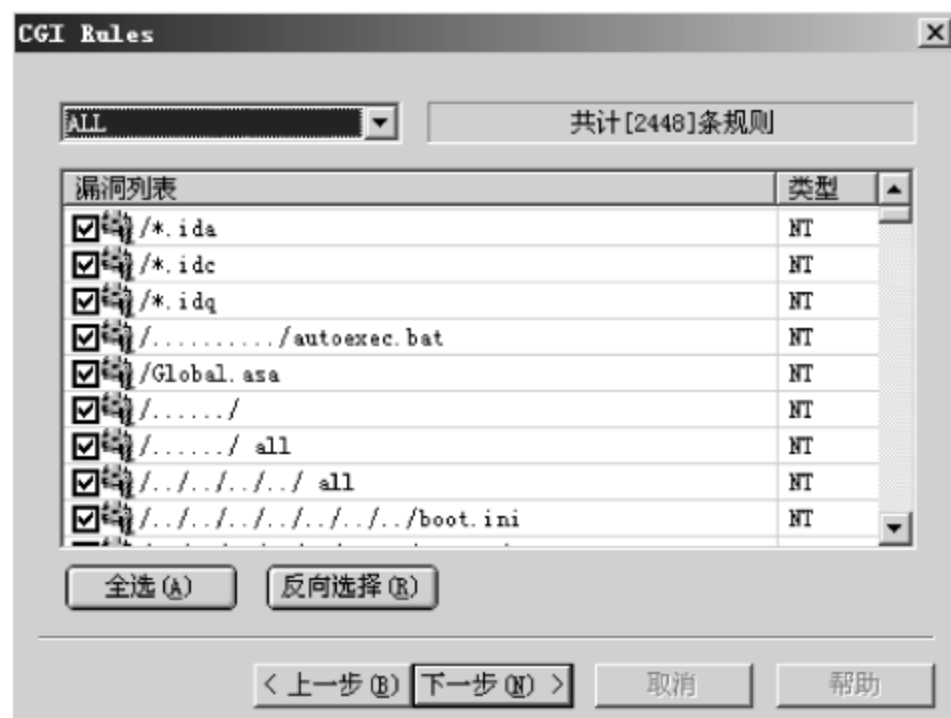 CGI Rules
ALL
共计[2448]条规则
漏洞列表 类型
/*.ida NT
/*.idc NT
/*.idq NT
/........../autoexec.bat NT
/Global.asa NT
/....../ NT
/....../ all NT
/../../../../ all NT
/../../../../../../../boot.ini NT
全选(A) 反向选择(R)
< 上一步(B) 下一步(N) > 取消 帮助